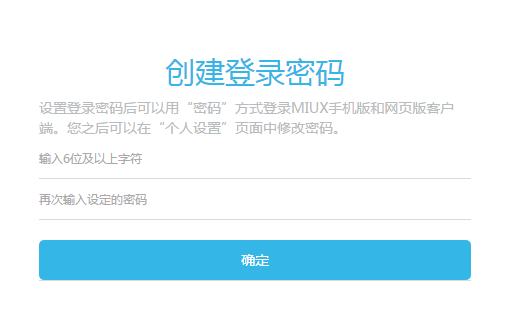 创建登录密码
设置登录密码后可以用“密码”方式登录MIUX手机版和网页版客户
端。您之后可以在“个人设置”页面中修改密码。
输入6位及以上字符
再次输入设定的密码
确定